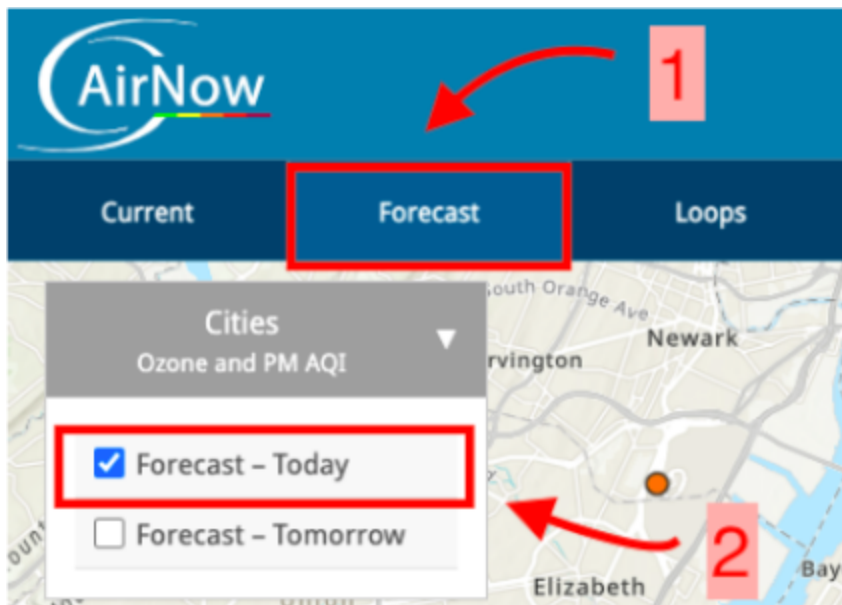 AirNow
1
Current
Forecast
Loops
South Orange Ave
Cities
Ozone and PM AQI
Newark
rvington
Forecast – Today
Forecast – Tomorrow
2
Elizabeth
Bay